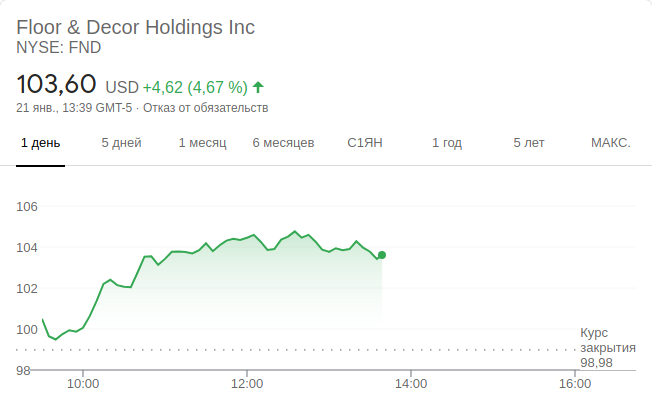 Floor & Decor Holdings Inc
NYSE: FND
103,60 USD +4,62 (4,67 %)
21 янв., 13:39 GMT-5 · Отказ от обязательств
1 день 5 дней 1 месяц 6 месяцев С1ЯН 1 год 5 лет МАКС.
106
104
102
100
Курс
закрытия
98,98
98
10:00 12:00 14:00 16:00